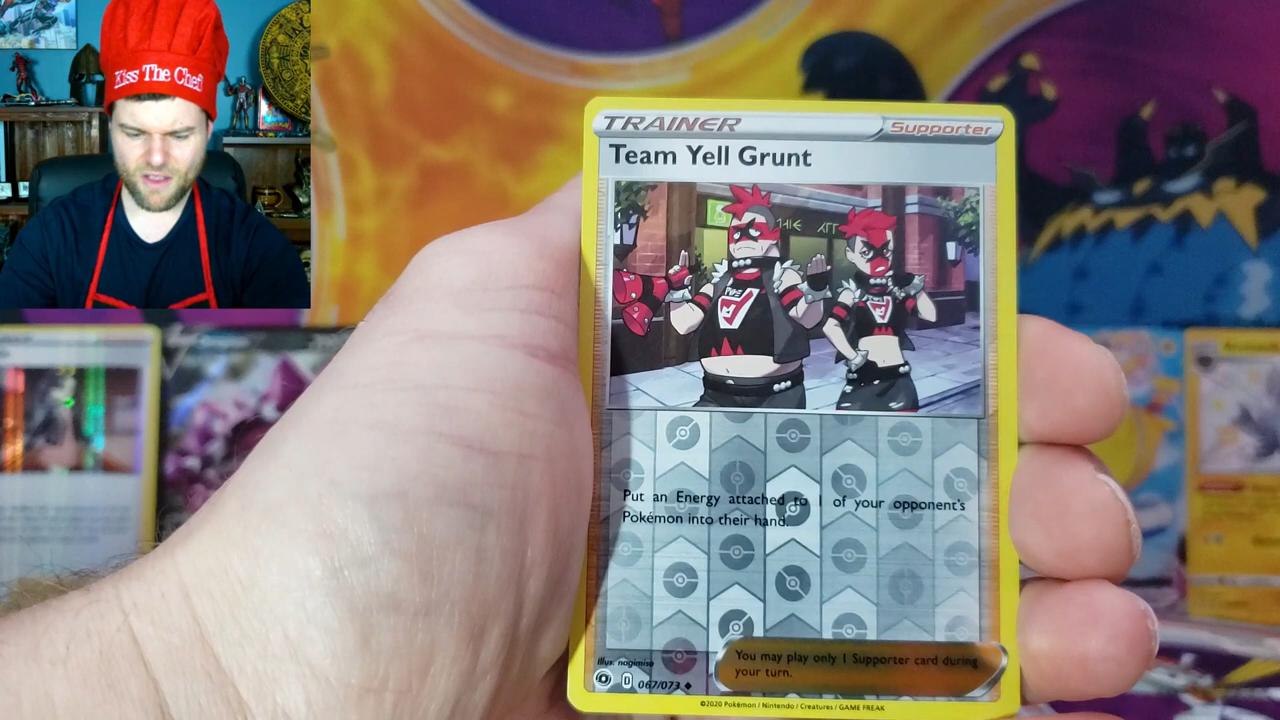 Kiss The Chef
TRAINER
Supporter
Team Yell Grunt
Put an Energy attached to 1 of your opponent's
Pokémon into their hand.
You may play only 1 Supporter card during
your turn.
Illus. nagimiso
D 067/073
©2020 Pokémon / Nintendo / Creatures / GAME FREAK